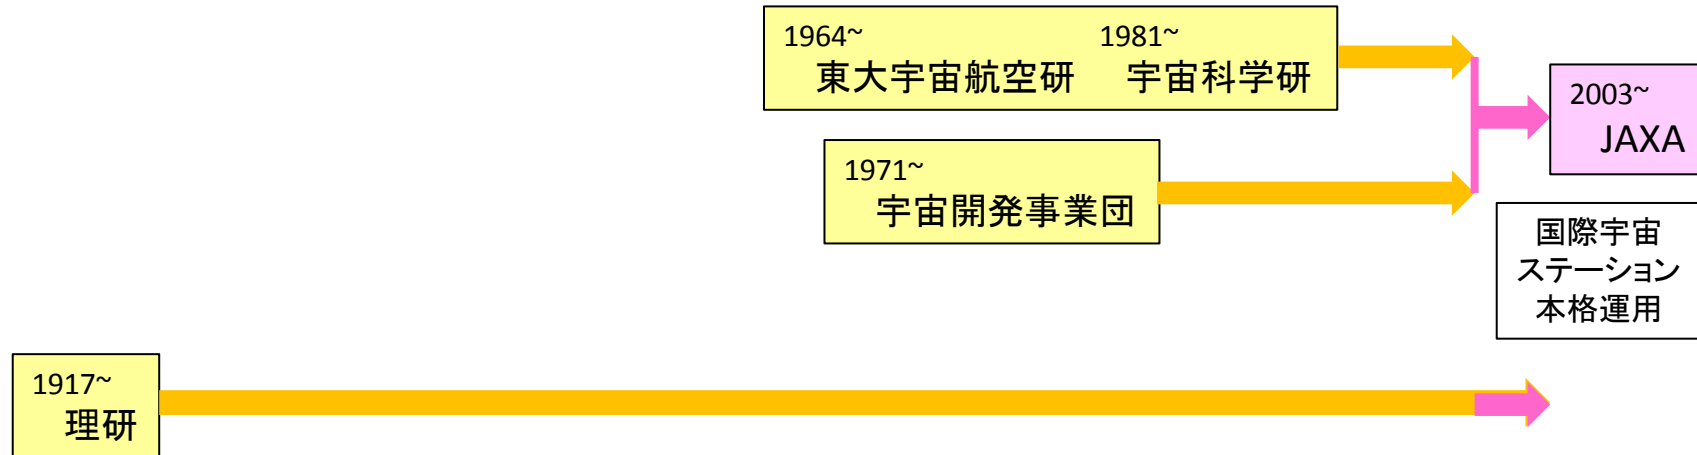 1964~ 1981~
東大宇宙航空研 宇宙科学研
2003~
JAXA
1971~
宇宙開発事業団
国際宇宙
ステーション
本格運用
1917~
理研